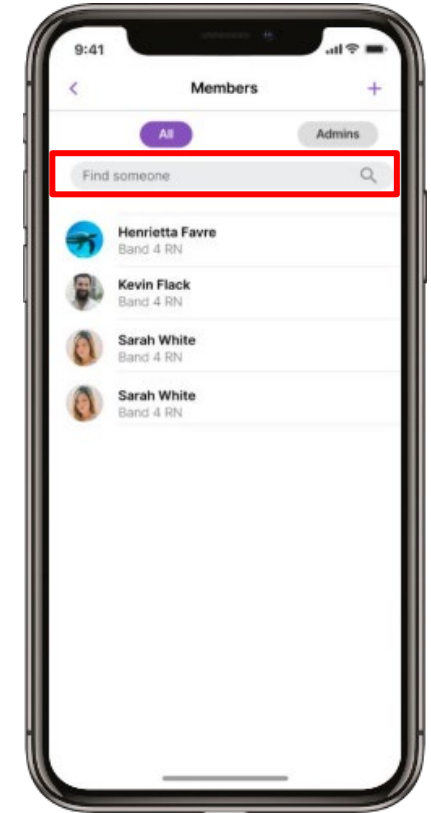 9:41
Members
All
Admins
Find someone
Henrietta Favre
Band 4 RN
Kevin Flack
Band 4 RN
Sarah White
Band 4 RN
Sarah White
Band 4 RN